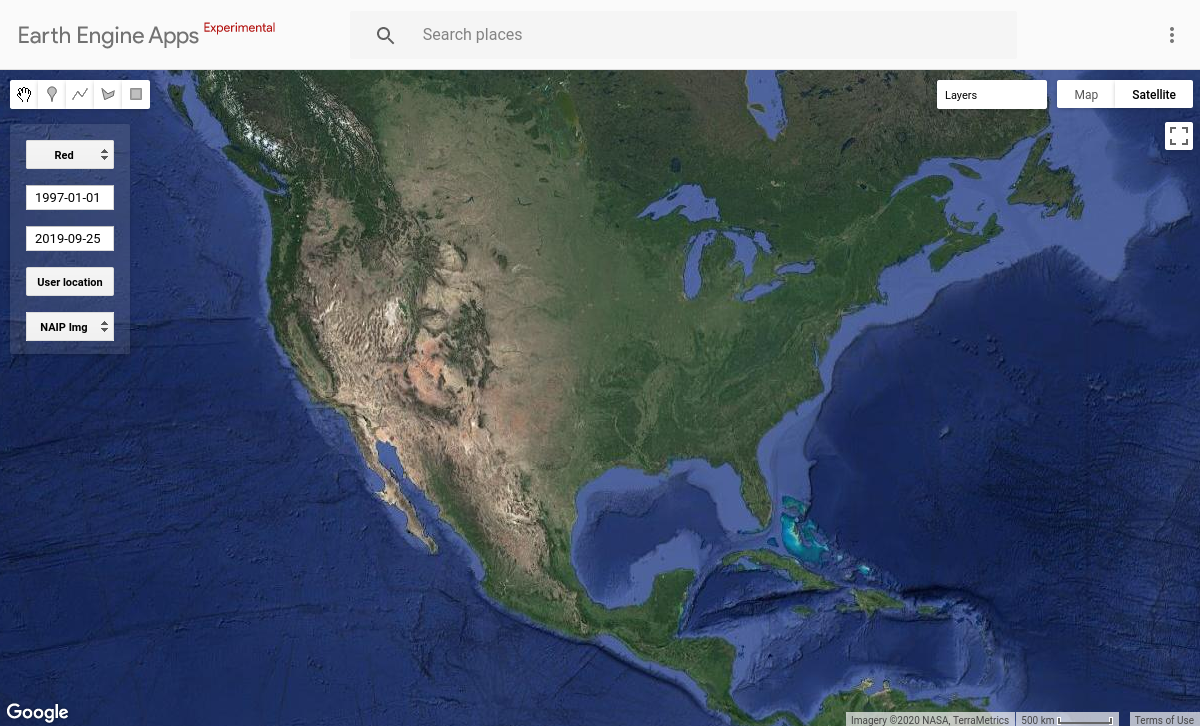 Earth Engine Apps Experimental
Search places
Layers
Map Satellite
Red
1997-01-01
2019-09-25
User location
NAIP Img
Google
Imagery ©2020 NASA, TerraMetrics 500 km Terms of Use